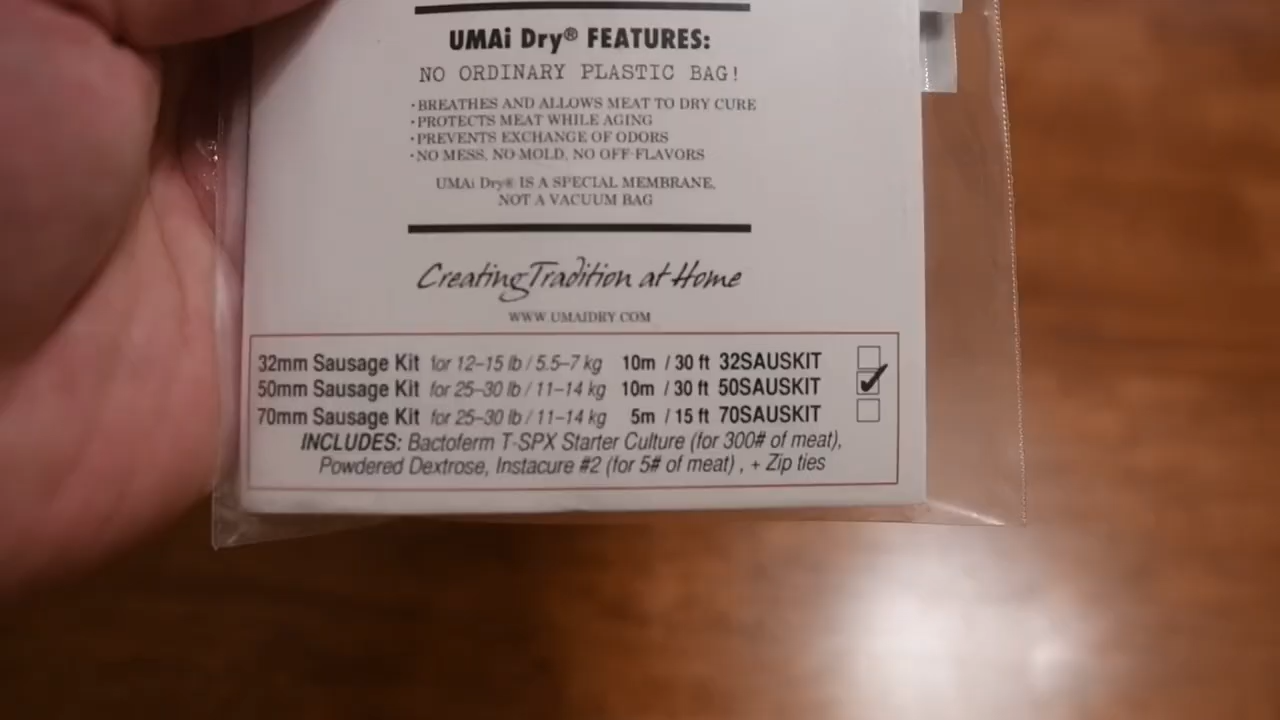 UMAi Dry® FEATURES:
NO ORDINARY PLASTIC BAG!
·BREATHES AND ALLOWS MEAT TO DRY CURE
·PROTECTS MEAT WHILE AGING
·PREVENTS EXCHANGE OF ODORS
·NO MESS, NO MOLD, NO OFF-FLAVORS
UMAi Dry® IS A SPECIAL MEMBRANE,
NOT A VACUUM BAG
Creating Tradition at Home
WWW.UMAIDRY.COM
32mm Sausage Kit for 12–15 lb / 5.5–7 kg 10m / 30 ft 32SAUSKIT
50mm Sausage Kit for 25–30 lb / 11–14 kg 10m / 30 ft 50SAUSKIT ✓
70mm Sausage Kit for 25–30 lb / 11–14 kg 5m / 15 ft 70SAUSKIT
INCLUDES: Bactoferm T-SPX Starter Culture (for 300# of meat),
Powdered Dextrose, Instacure #2 (for 5# of meat) , + Zip ties